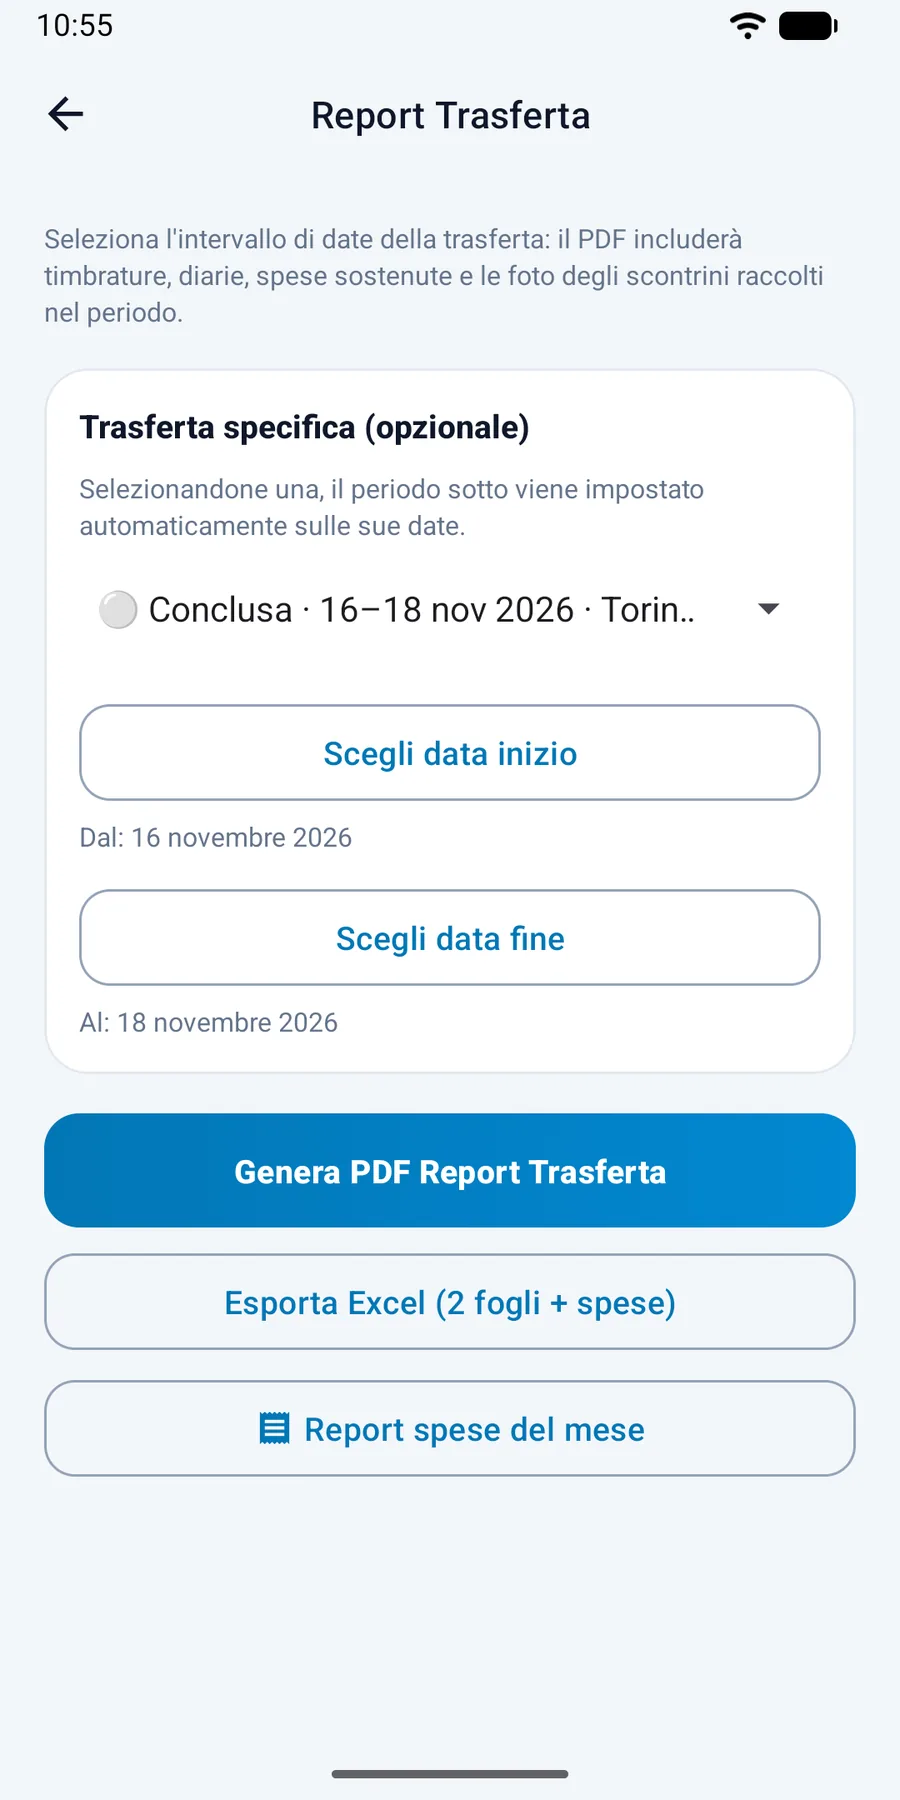 10:55
Report Trasferta
Seleziona l'intervallo di date della trasferta: il PDF includerà
timbrature, diarie, spese sostenute e le foto degli scontrini raccolti
nel periodo.
Trasferta specifica (opzionale)
Selezionandone una, il periodo sotto viene impostato
automaticamente sulle sue date.
Conclusa · 16–18 nov 2026 · Torin..
Scegli data inizio
Dal: 16 novembre 2026
Scegli data fine
Al: 18 novembre 2026
Genera PDF Report Trasferta
Esporta Excel (2 fogli + spese)
Report spese del mese